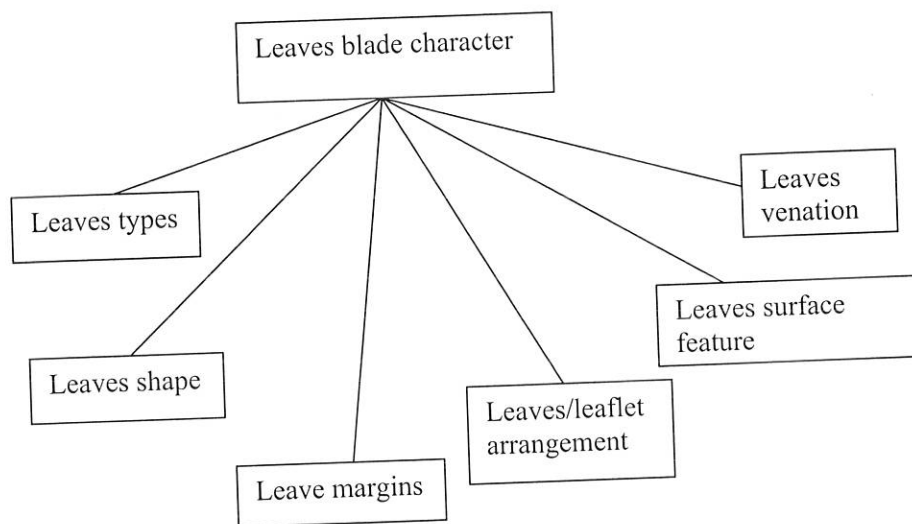 Leaves blade character
Leaves types
Leaves shape
Leave margins
Leaves/leaflet
arrangement
Leaves surface
feature
Leaves
venation